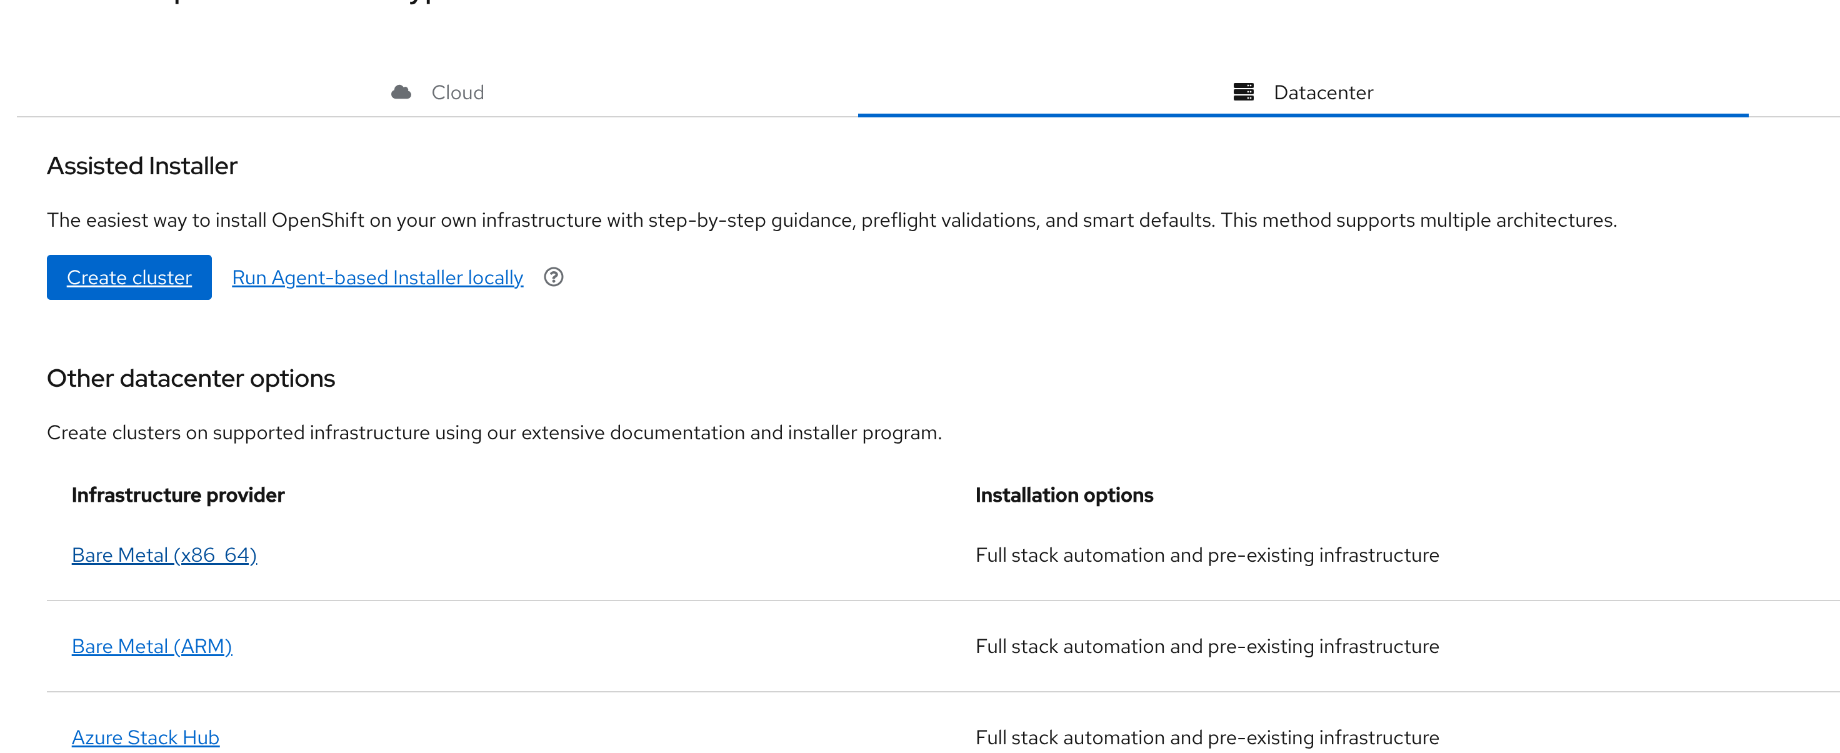 Cloud
Datacenter
Assisted Installer
The easiest way to install OpenShift on your own infrastructure with step-by-step guidance, preflight validations, and smart defaults. This method supports multiple architectures.
Create cluster Run Agent-based Installer locally
Other datacenter options
Create clusters on supported infrastructure using our extensive documentation and installer program.
Infrastructure provider Installation options
Bare Metal (x86_64) Full stack automation and pre-existing infrastructure
Bare Metal (ARM) Full stack automation and pre-existing infrastructure
Azure Stack Hub Full stack automation and pre-existing infrastructure